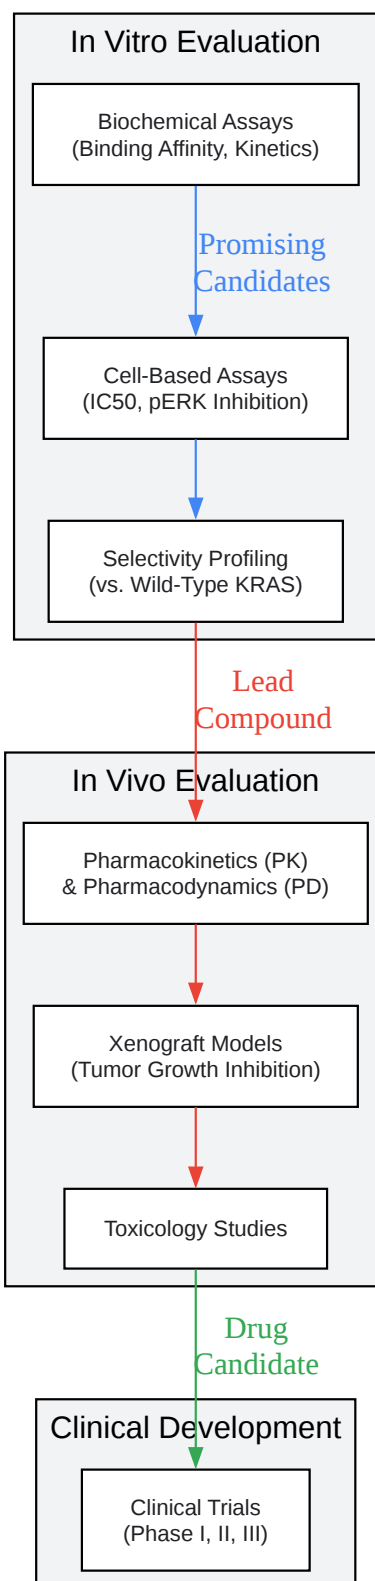 In Vitro Evaluation
Biochemical Assays
(Binding Affinity, Kinetics)
Promising
Candidates
Cell-Based Assays
(IC50, pERK Inhibition)
Selectivity Profiling
(vs. Wild-Type KRAS)
Lead
Compound
In Vivo Evaluation
Pharmacokinetics (PK)
& Pharmacodynamics (PD)
Xenograft Models
(Tumor Growth Inhibition)
Toxicology Studies
Drug
Candidate
Clinical Development
Clinical Trials
(Phase I, II, III)